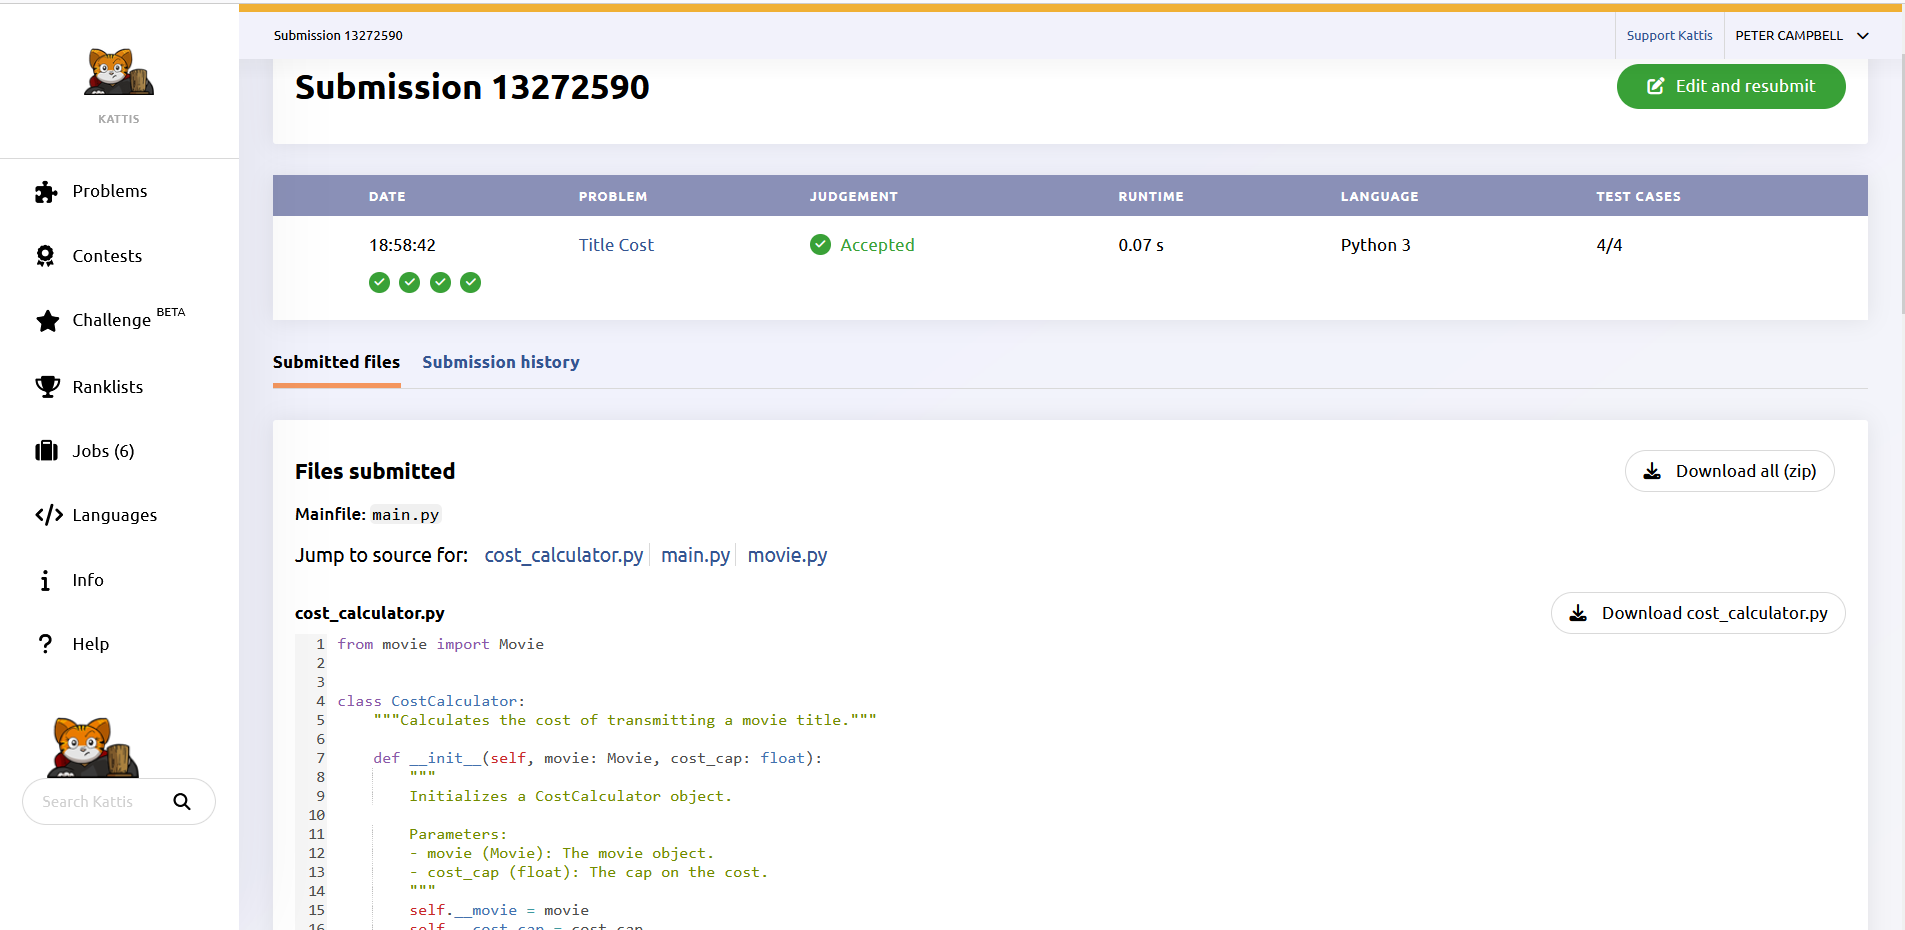 Submission 13272590
Support Kattis
PETER CAMPBELL
KATTIS
Problems
Contests
Challenge BETA
Ranklists
Jobs (6)
Languages
Info
Help
Search Kattis
Submission 13272590
Edit and resubmit
DATE PROBLEM JUDGEMENT RUNTIME LANGUAGE TEST CASES
18:58:42 Title Cost Accepted 0.07 s Python 3 4/4
Submitted files Submission history
Files submitted
Download all (zip)
Mainfile: main.py
Jump to source for: cost_calculator.py main.py movie.py
cost_calculator.py
Download cost_calculator.py
1 from movie import Movie
2
3
4 class CostCalculator:
5 """Calculates the cost of transmitting a movie title."""
6
7 def __init__(self, movie: Movie, cost_cap: float):
8 """
9 Initializes a CostCalculator object.
10
11 Parameters:
12 - movie (Movie): The movie object.
13 - cost_cap (float): The cap on the cost.
14 """
15 self.__movie = movie
16 self.__cost_cap = cost_cap